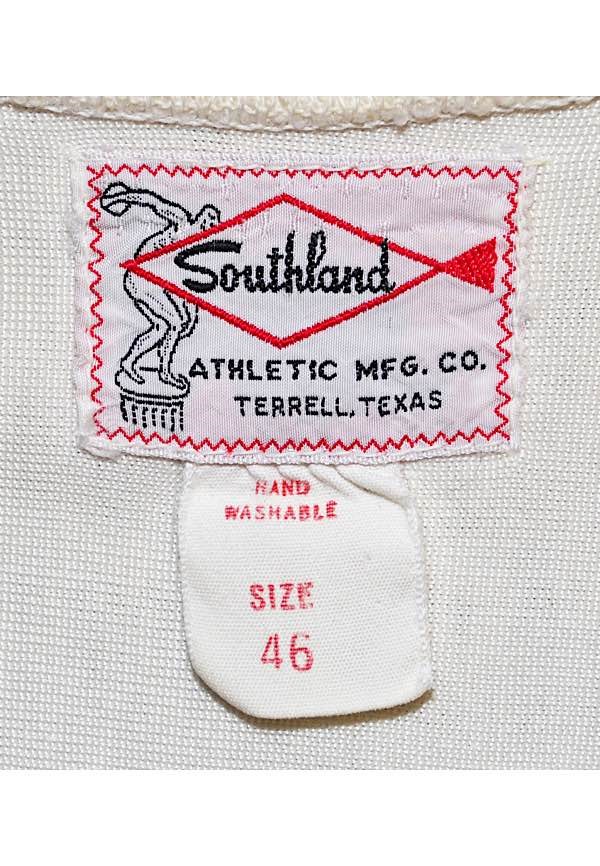 Southland
ATHLETIC MFG. CO.
TERRELL, TEXAS
HAND
WASHABLE
SIZE
46